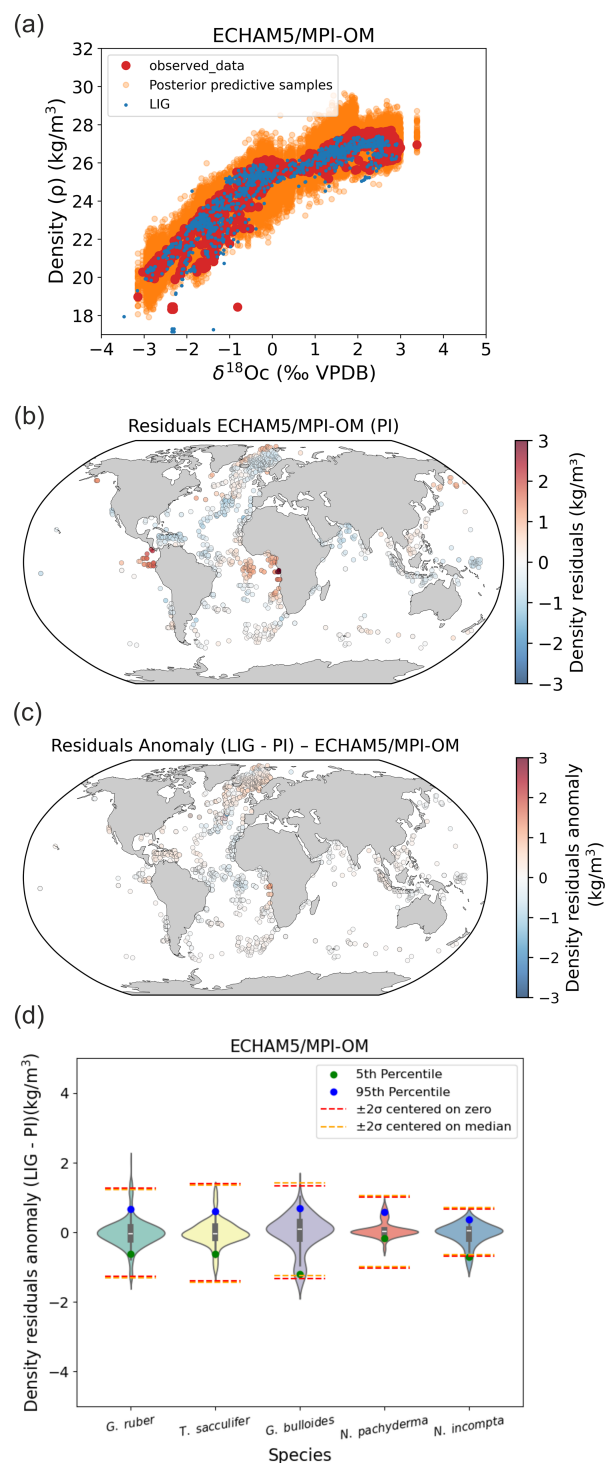 (a)
ECHAM5/MPI-OM
32
30
28
26
24
22
20
18
Density (ρ) (kg/m³)
observed_data
Posterior predictive samples
LIG
−4 −3 −2 −1 0 1 2 3 4 5
δ¹⁸Oc (‰ VPDB)
(b)
Residuals ECHAM5/MPI-OM (PI)
3
2
1
0
−1
−2
−3
Density residuals (kg/m³)
(c)
Residuals Anomaly (LIG - PI) – ECHAM5/MPI-OM
3
2
1
0
−1
−2
−3
Density residuals anomaly
(kg/m³)
(d)
ECHAM5/MPI-OM
4
2
0
−2
−4
Density residuals anomaly (LIG - PI)(kg/m³)
5th Percentile
95th Percentile
±2σ centered on zero
±2σ centered on median
G. ruber T. sacculifer G. bulloides N. pachyderma N. incompta
Species